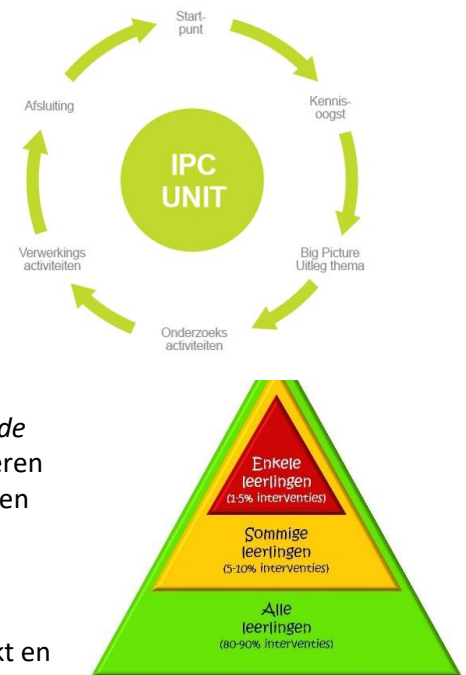 Start-
punt
Kennis-
oogst
Big Picture
Uitleg thema
Onderzoeks
activiteiten
Verwerkings
activiteiten
Afsluiting
IPC
UNIT
de
eren
en
kt en
Enkele
leerlingen
(1-5% interventies)
Sommige
leerlingen
(5-10% interventies)
Alle
leerlingen
(80-90% interventies)